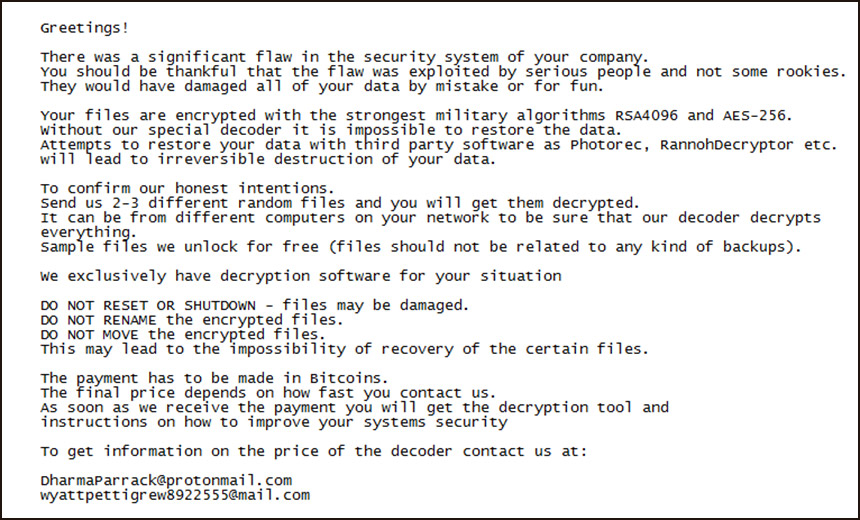 Greetings!
There was a significant flaw in the security system of your company.
You should be thankful that the flaw was exploited by serious people and not some rookies.
They would have damaged all of your data by mistake or for fun.
Your files are encrypted with the strongest military algorithms RSA4096 and AES-256.
Without our special decoder it is impossible to restore the data.
Attempts to restore your data with third party software as Photorec, RannohDecryptor etc.
will lead to irreversible destruction of your data.
To confirm our honest intentions.
Send us 2-3 different random files and you will get them decrypted.
It can be from different computers on your network to be sure that our decoder decrypts
everything.
Sample files we unlock for free (files should not be related to any kind of backups).
We exclusively have decryption software for your situation
DO NOT RESET OR SHUTDOWN - files may be damaged.
DO NOT RENAME the encrypted files.
DO NOT MOVE the encrypted files.
This may lead to the impossibility of recovery of the certain files.
The payment has to be made in Bitcoins.
The final price depends on how fast you contact us.
As soon as we receive the payment you will get the decryption tool and
instructions on how to improve your systems security
To get information on the price of the decoder contact us at:
DharmaParrack@protonmail.com
wyattpettigrew8922555@mail.com